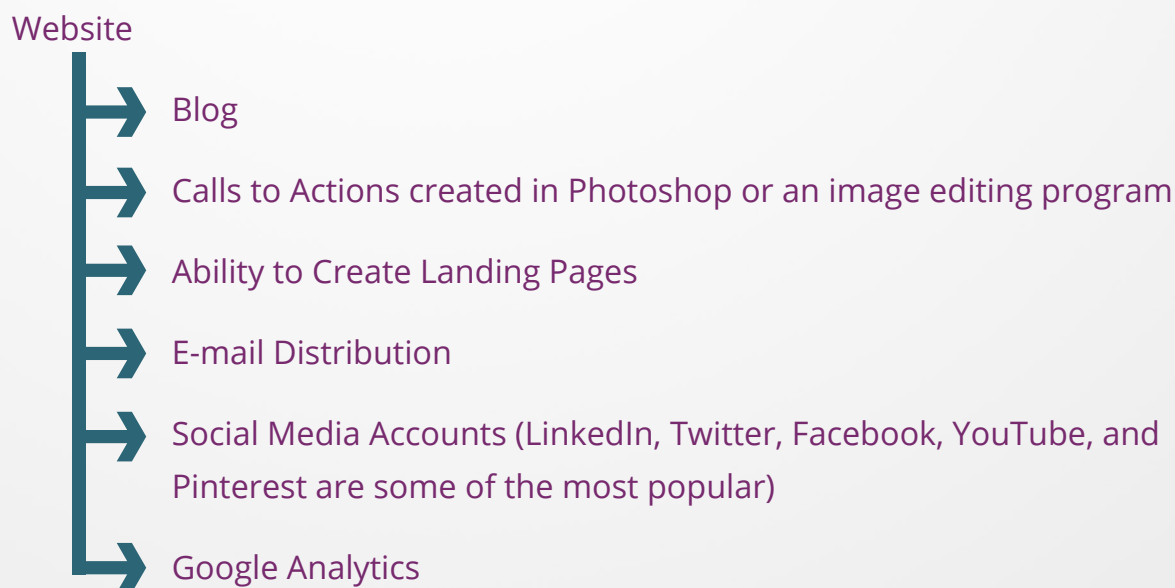 Website
Blog
Calls to Actions created in Photoshop or an image editing program
Ability to Create Landing Pages
E-mail Distribution
Social Media Accounts (LinkedIn, Twitter, Facebook, YouTube, and
Pinterest are some of the most popular)
Google Analytics